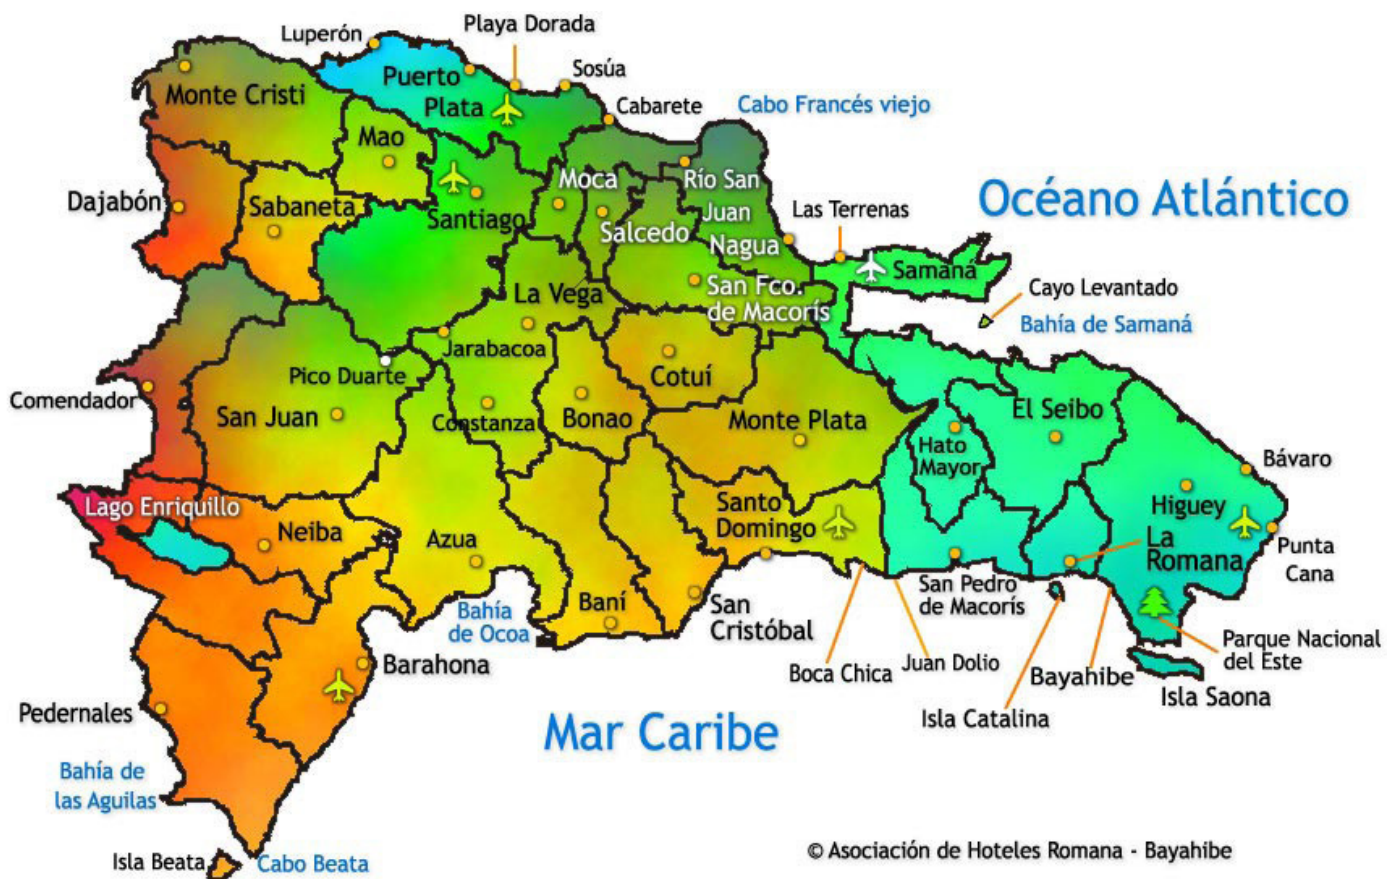 Luperón
Playa Dorada
Puerto
Plata
Sosúa
Cabarete
Cabo Francés viejo
Monte Cristi
Mao
Dajabón
Sabaneta
Santiago
Moca
Salcedo
Río San
Juan
Nagua
Las Terrenas
Océano Atlántico
Samaná
Cayo Levantado
Bahía de Samaná
La Vega
San Fco.
de Macorís
Jarabacoa
Pico Duarte
Cotuí
Comendador
San Juan
Constanza
Bonao
Monte Plata
El Seibo
Hato
Mayor
Bávaro
Lago Enriquillo
Neiba
Azua
Santo
Domingo
Higuey
La
Romana
Punta
Cana
Bahía
de Ocoa
Baní
San
Cristóbal
San Pedro
de Macorís
Boca Chica
Juan Dolio
Bayahibe
Parque Nacional
del Este
Isla Saona
Isla Catalina
Barahona
Pedernales
Mar Caribe
Bahía de
las Aguilas
Isla Beata
Cabo Beata
© Asociación de Hoteles Romana - Bayahibe